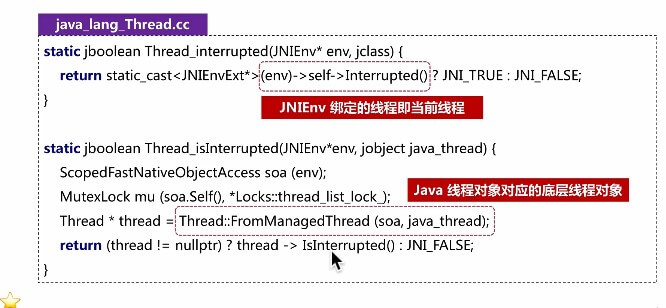 java_lang_Thread.cc
static jboolean Thread_interrupted(JNIEnv* env, jclass) {
return static_cast<JNIEnvExt*>(env)->self->Interrupted() ? JNI_TRUE : JNI_FALSE;
}
JNIEnv 绑定的线程即当前线程
static jboolean Thread_isInterrupted(JNIEnv*env, jobject java_thread) {
ScopedFastNativeObjectAccess soa (env);
MutexLock mu (soa.Self(), *Locks::thread_list_lock_);
Java 线程对象对应的底层线程对象
Thread * thread = Thread::FromManagedThread (soa, java_thread);
return (thread != nullptr) ? thread -> IsInterrupted() : JNI_FALSE;
}